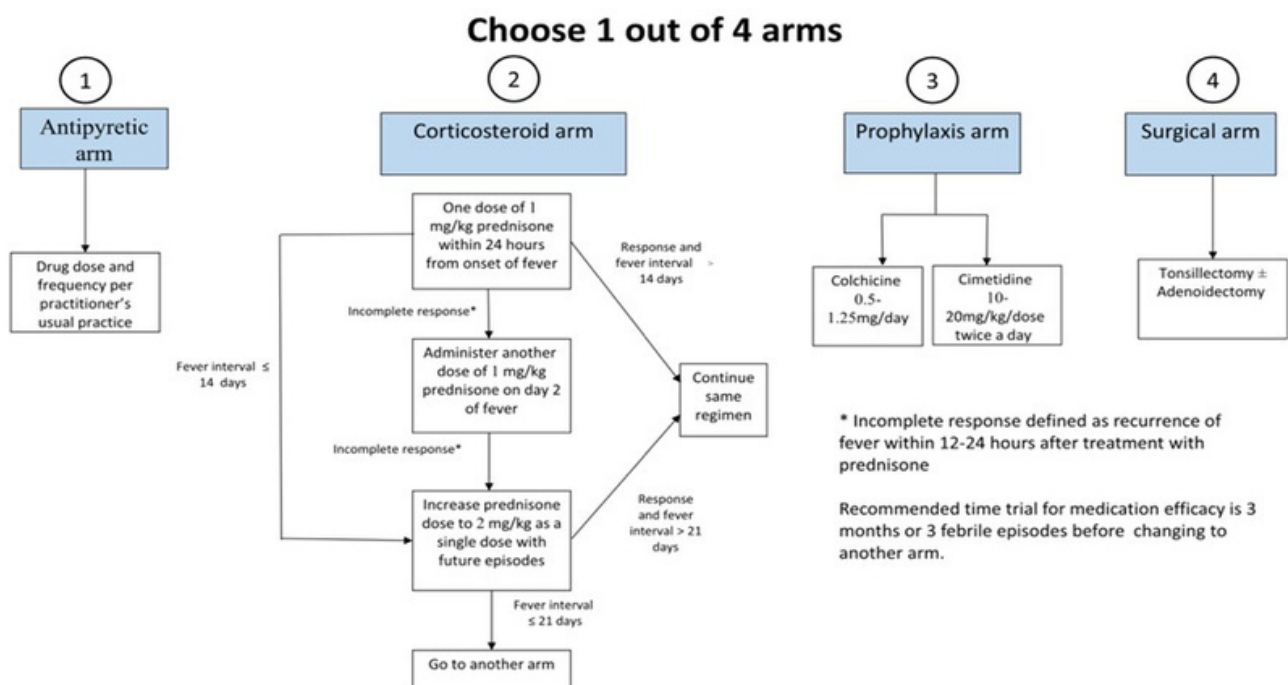 Choose 1 out of 4 arms
1
Antipyretic
arm
Drug dose and
frequency per
practitioner's
usual practice
2
Corticosteroid arm
One dose of 1
mg/kg prednisone
within 24 hours
from onset of fever
Response and
fever interval >
14 days
Incomplete response*
Fever interval ≤
14 days
Administer another
dose of 1 mg/kg
prednisone on day 2
of fever
Continue
same
regimen
Incomplete response*
Increase prednisone
dose to 2 mg/kg as a
single dose with
future episodes
Response
and fever
interval > 21
days
Fever interval
≤ 21 days
Go to another arm
3
Prophylaxis arm
Colchicine
0.5-
1.25mg/day
Cimetidine
10-
20mg/kg/dose
twice a day
4
Surgical arm
Tonsillectomy ±
Adenoidectomy
* Incomplete response defined as recurrence of
fever within 12-24 hours after treatment with
prednisone
Recommended time trial for medication efficacy is 3
months or 3 febrile episodes before changing to
another arm.